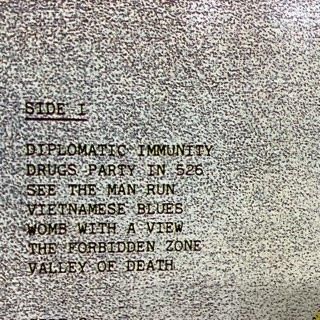 SIDE 1
DIPLOMATIC IMMUNITY
DRUGS PARTY IN 526
SEE THE MAN RUN
VIETNAMESE BLUES
WOMB WITH A VIEW
THE FORBIDDEN ZONE
VALLEY OF DEATH